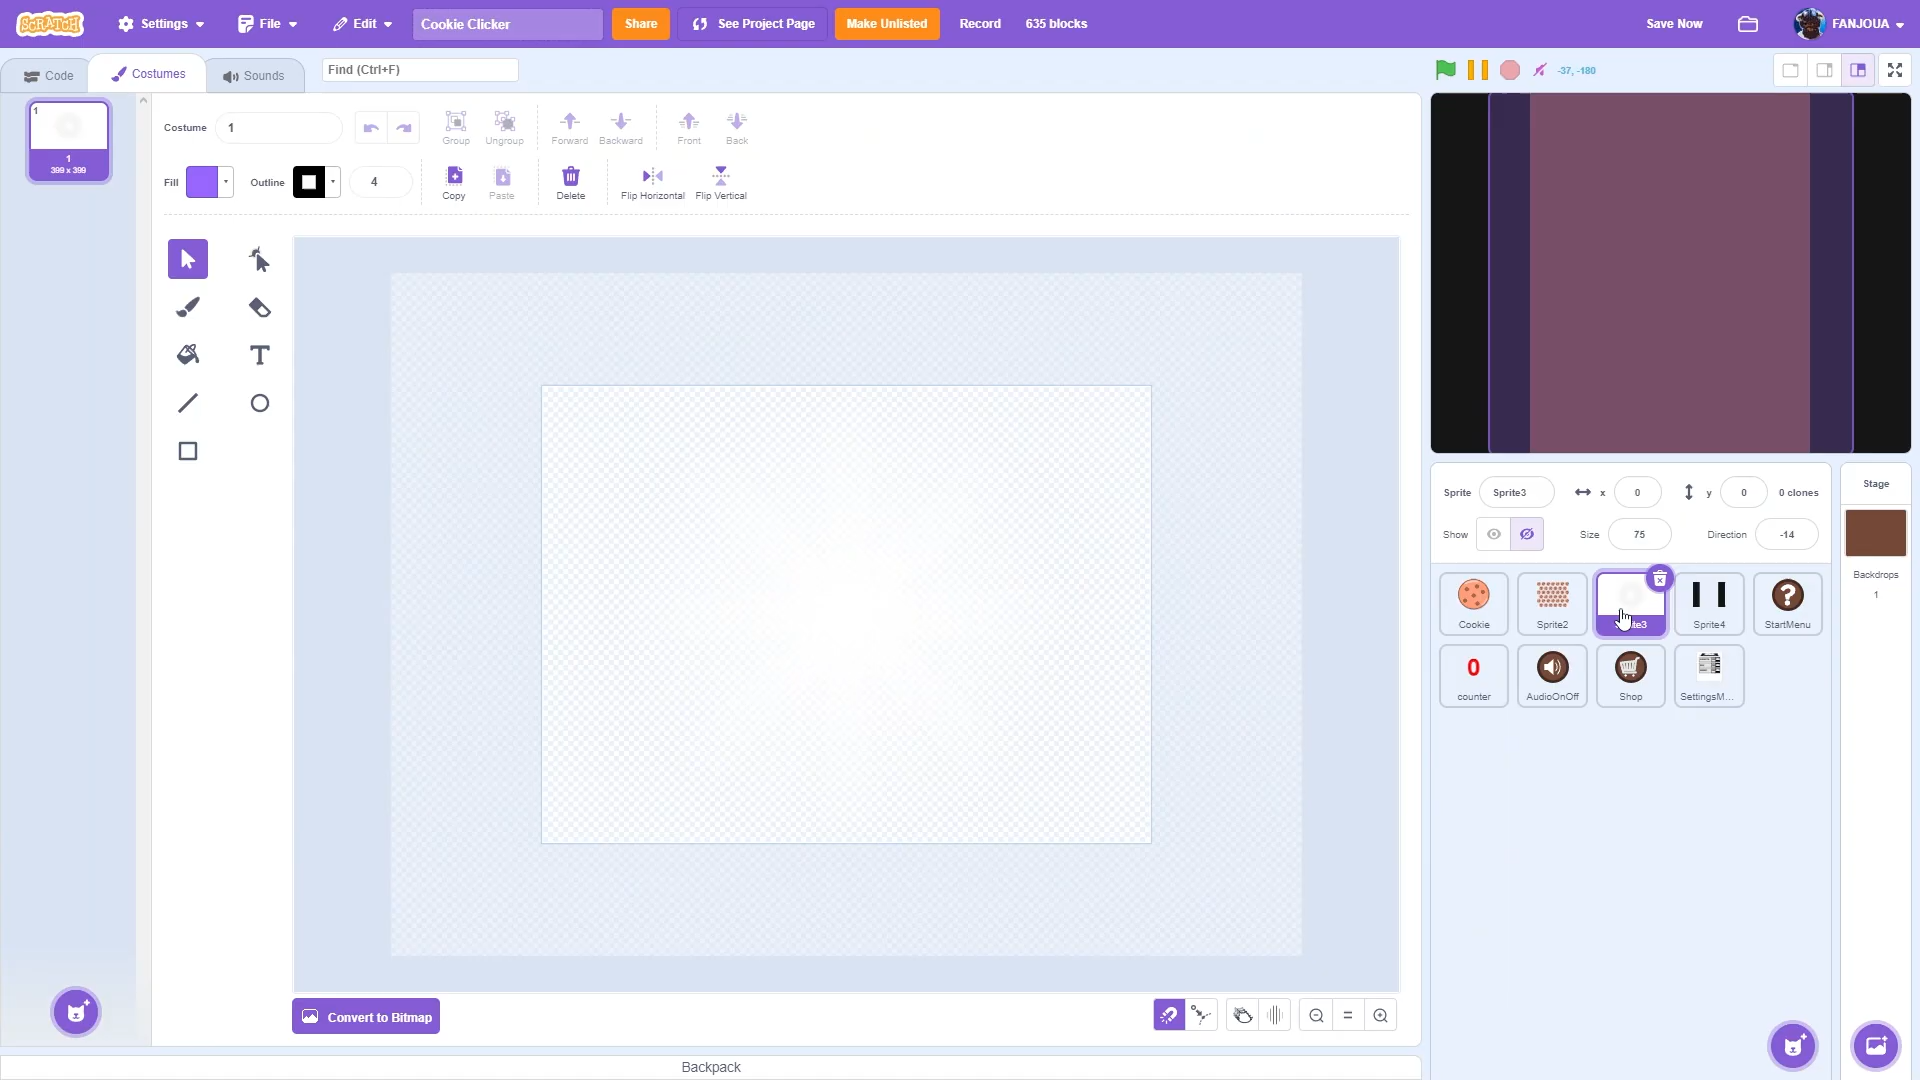 SCRATCH
Settings
File
Edit
Cookie Clicker
Share
See Project Page
Make Unlisted
Record
635 blocks
Save Now
FANJOUA
Code
Costumes
Sounds
Find (Ctrl+F)
-37, -180
1
1
399 x 399
Costume
1
Group
Ungroup
Forward
Backward
Front
Back
Fill
Outline
4
Copy
Paste
Delete
Flip Horizontal
Flip Vertical
Convert to Bitmap
Backpack
Sprite
Sprite3
x
0
y
0
0 clones
Show
Size
75
Direction
-14
Cookie
Sprite2
Sprite4
?
StartMenu
0
counter
AudioOnOff
Shop
SettingsM...
Stage
Backdrops
1